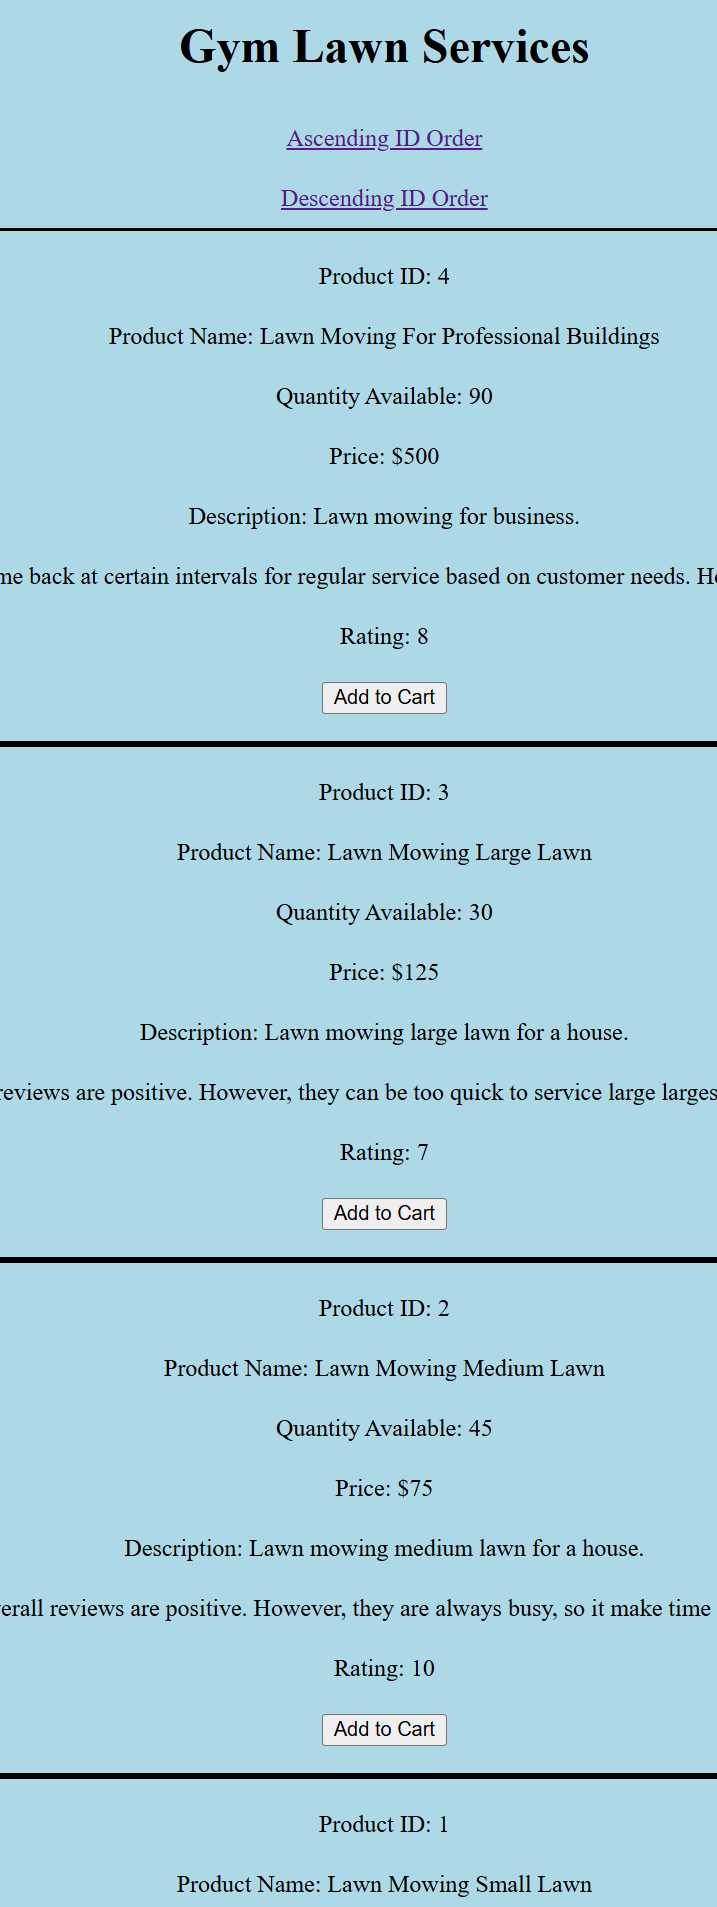 Gym Lawn Services
Ascending ID Order
Descending ID Order
Product ID: 4
Product Name: Lawn Moving For Professional Buildings
Quantity Available: 90
Price: $500
Description: Lawn mowing for business.
back at certain intervals for regular service based on customer needs.
Rating: 8
Add to Cart
Product ID: 3
Product Name: Lawn Mowing Large Lawn
Quantity Available: 30
Price: $125
Description: Lawn mowing large lawn for a house.
reviews are positive. However, they can be too quick to service large larges
Rating: 7
Add to Cart
Product ID: 2
Product Name: Lawn Mowing Medium Lawn
Quantity Available: 45
Price: $75
Description: Lawn mowing medium lawn for a house.
reviews are positive. However, they are always busy, so it make time
Rating: 10
Add to Cart
Product ID: 1
Product Name: Lawn Mowing Small Lawn